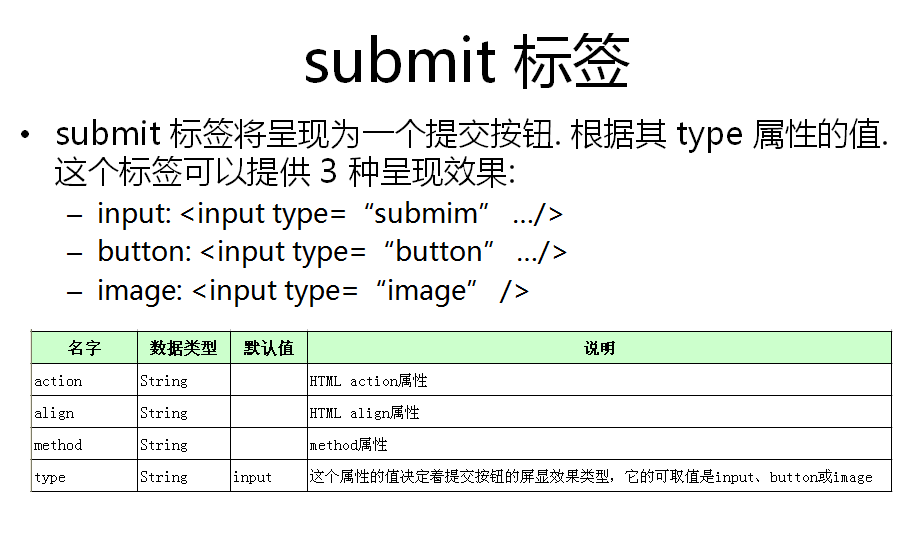 submit 标签
• submit 标签将呈现为一个提交按钮. 根据其 type 属性的值.
这个标签可以提供 3 种呈现效果:
– input: <input type=“submim” …/>
– button: <input type=“button” …/>
– image: <input type=“image” />
名字 数据类型 默认值 说明
action String HTML action属性
align String HTML align属性
method String method属性
type String input 这个属性的值决定着提交按钮的屏显效果类型，它的可取值是input、button或image